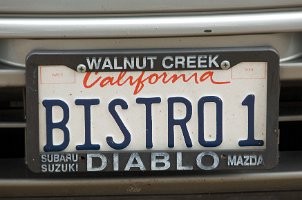 WALNUT CREEK
California
BISTRO 1
SUBARU SUZUKI DIABLO MAZDA